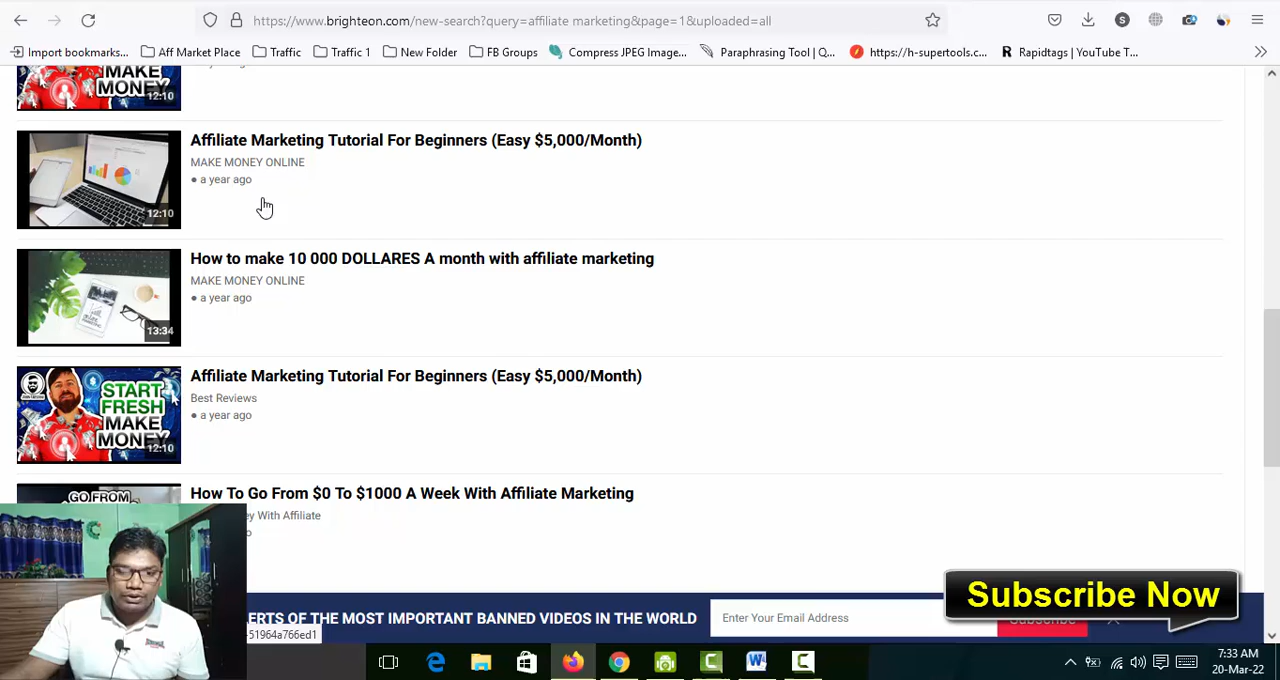 https://www.brighteon.com/new-search?query=affiliate marketing&page=1&uploaded=all
Import bookmarks...
Aff Market Place
Traffic
Traffic 1
New Folder
FB Groups
Compress JPEG Image...
Paraphrasing Tool | Q...
https://h-supertools.c...
Rapidtags | YouTube T...
MAKE
MONEY
12:10
Affiliate Marketing Tutorial For Beginners (Easy $5,000/Month)
MAKE MONEY ONLINE
• a year ago
12:10
How to make 10 000 DOLLARES A month with affiliate marketing
MAKE MONEY ONLINE
• a year ago
13:34
Affiliate Marketing Tutorial For Beginners (Easy $5,000/Month)
Best Reviews
• a year ago
START
FRESH
MAKE
MONEY
12:10
GO FROM
How To Go From $0 To $1000 A Week With Affiliate Marketing
ey With Affiliate
ERTS OF THE MOST IMPORTANT BANNED VIDEOS IN THE WORLD
Enter Your Email Address
Subscribe
Subscribe Now
-51964a766ed1
7:33 AM
20-Mar-22